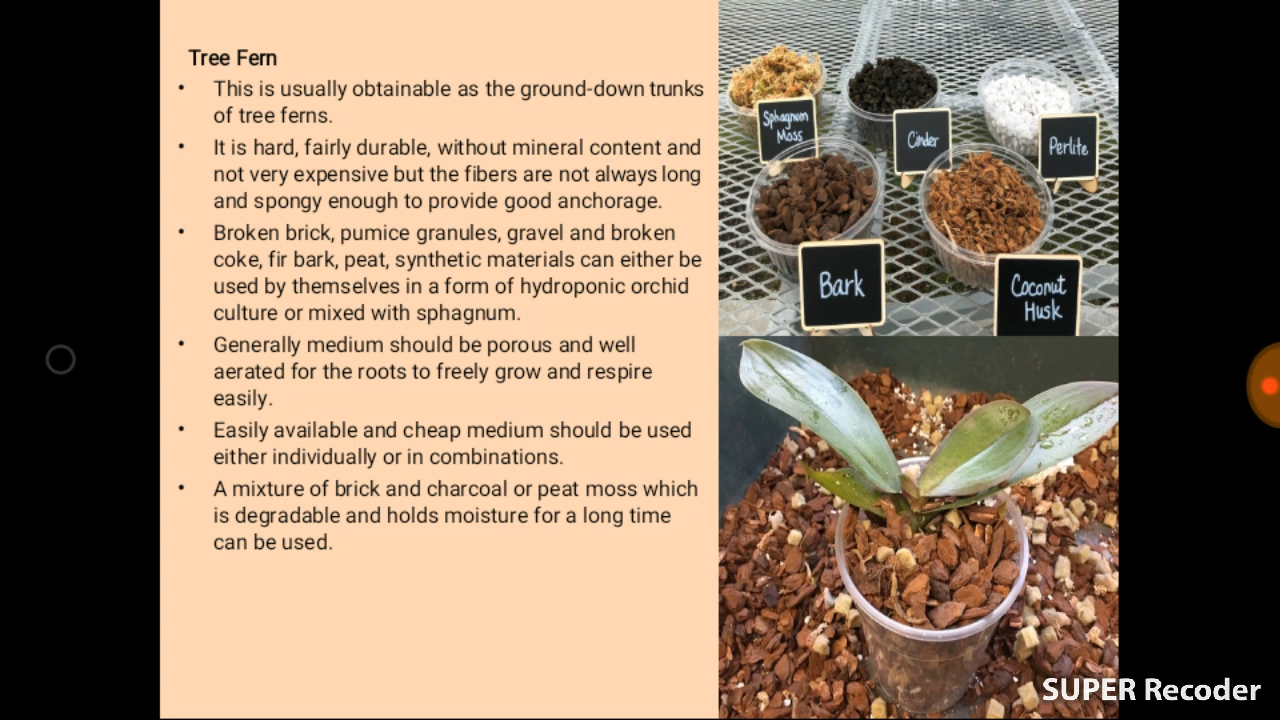 Tree Fern
• This is usually obtainable as the ground-down trunks
of tree ferns.
• It is hard, fairly durable, without mineral content and
not very expensive but the fibers are not always long
and spongy enough to provide good anchorage.
• Broken brick, pumice granules, gravel and broken
coke, fir bark, peat, synthetic materials can either be
used by themselves in a form of hydroponic orchid
culture or mixed with sphagnum.
• Generally medium should be porous and well
aerated for the roots to freely grow and respire
easily.
• Easily available and cheap medium should be used
either individually or in combinations.
• A mixture of brick and charcoal or peat moss which
is degradable and holds moisture for a long time
can be used.
Sphagnum
Moss
Cinder
Perlite
Bark
Coconut
Husk
SUPER Recoder